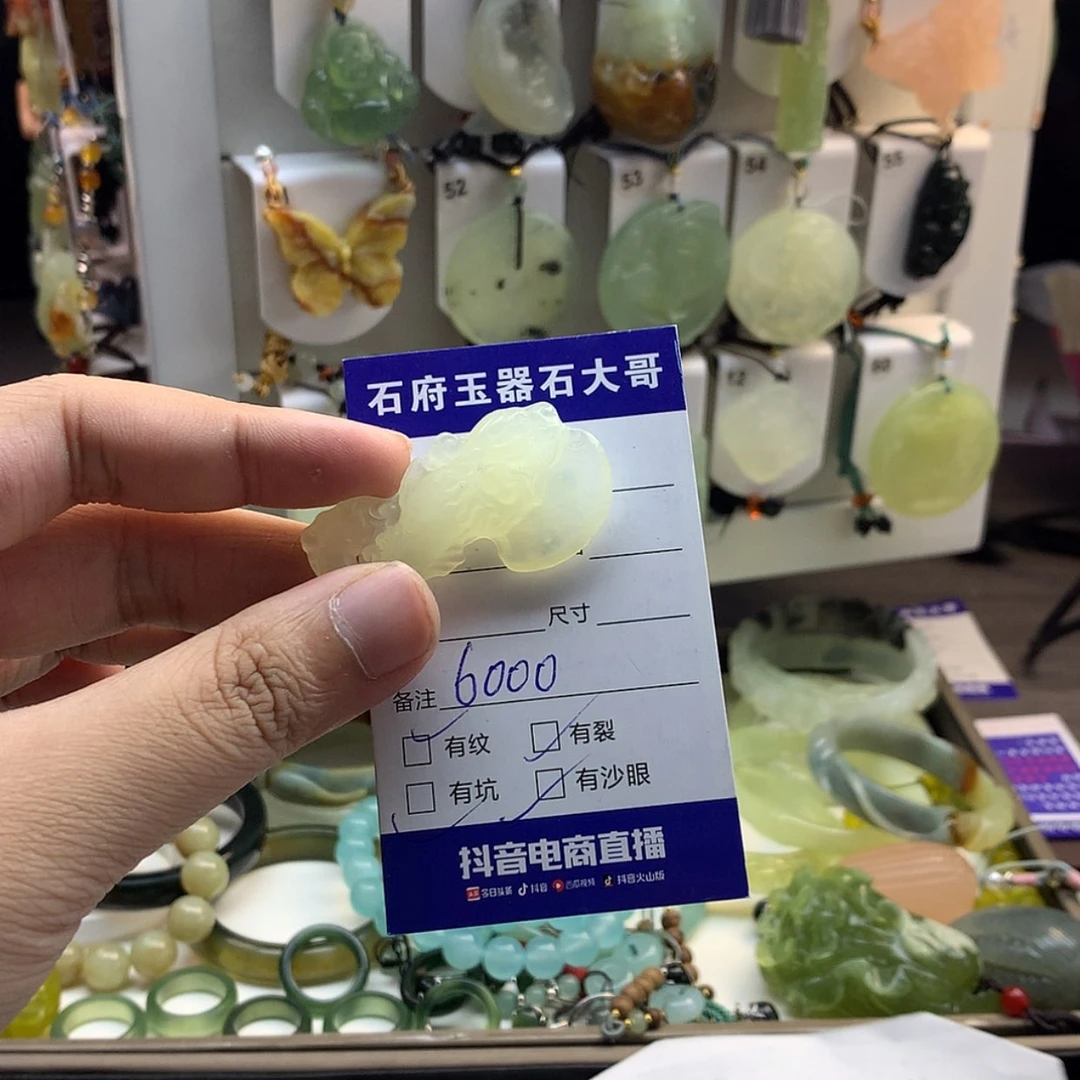 52
53
54
55
12
80
石府玉器石大哥
尺寸
备注 6000
有纹 有裂
有坑 有沙眼
抖音电商直播
今日头条 抖音 西瓜视频 抖音火山版